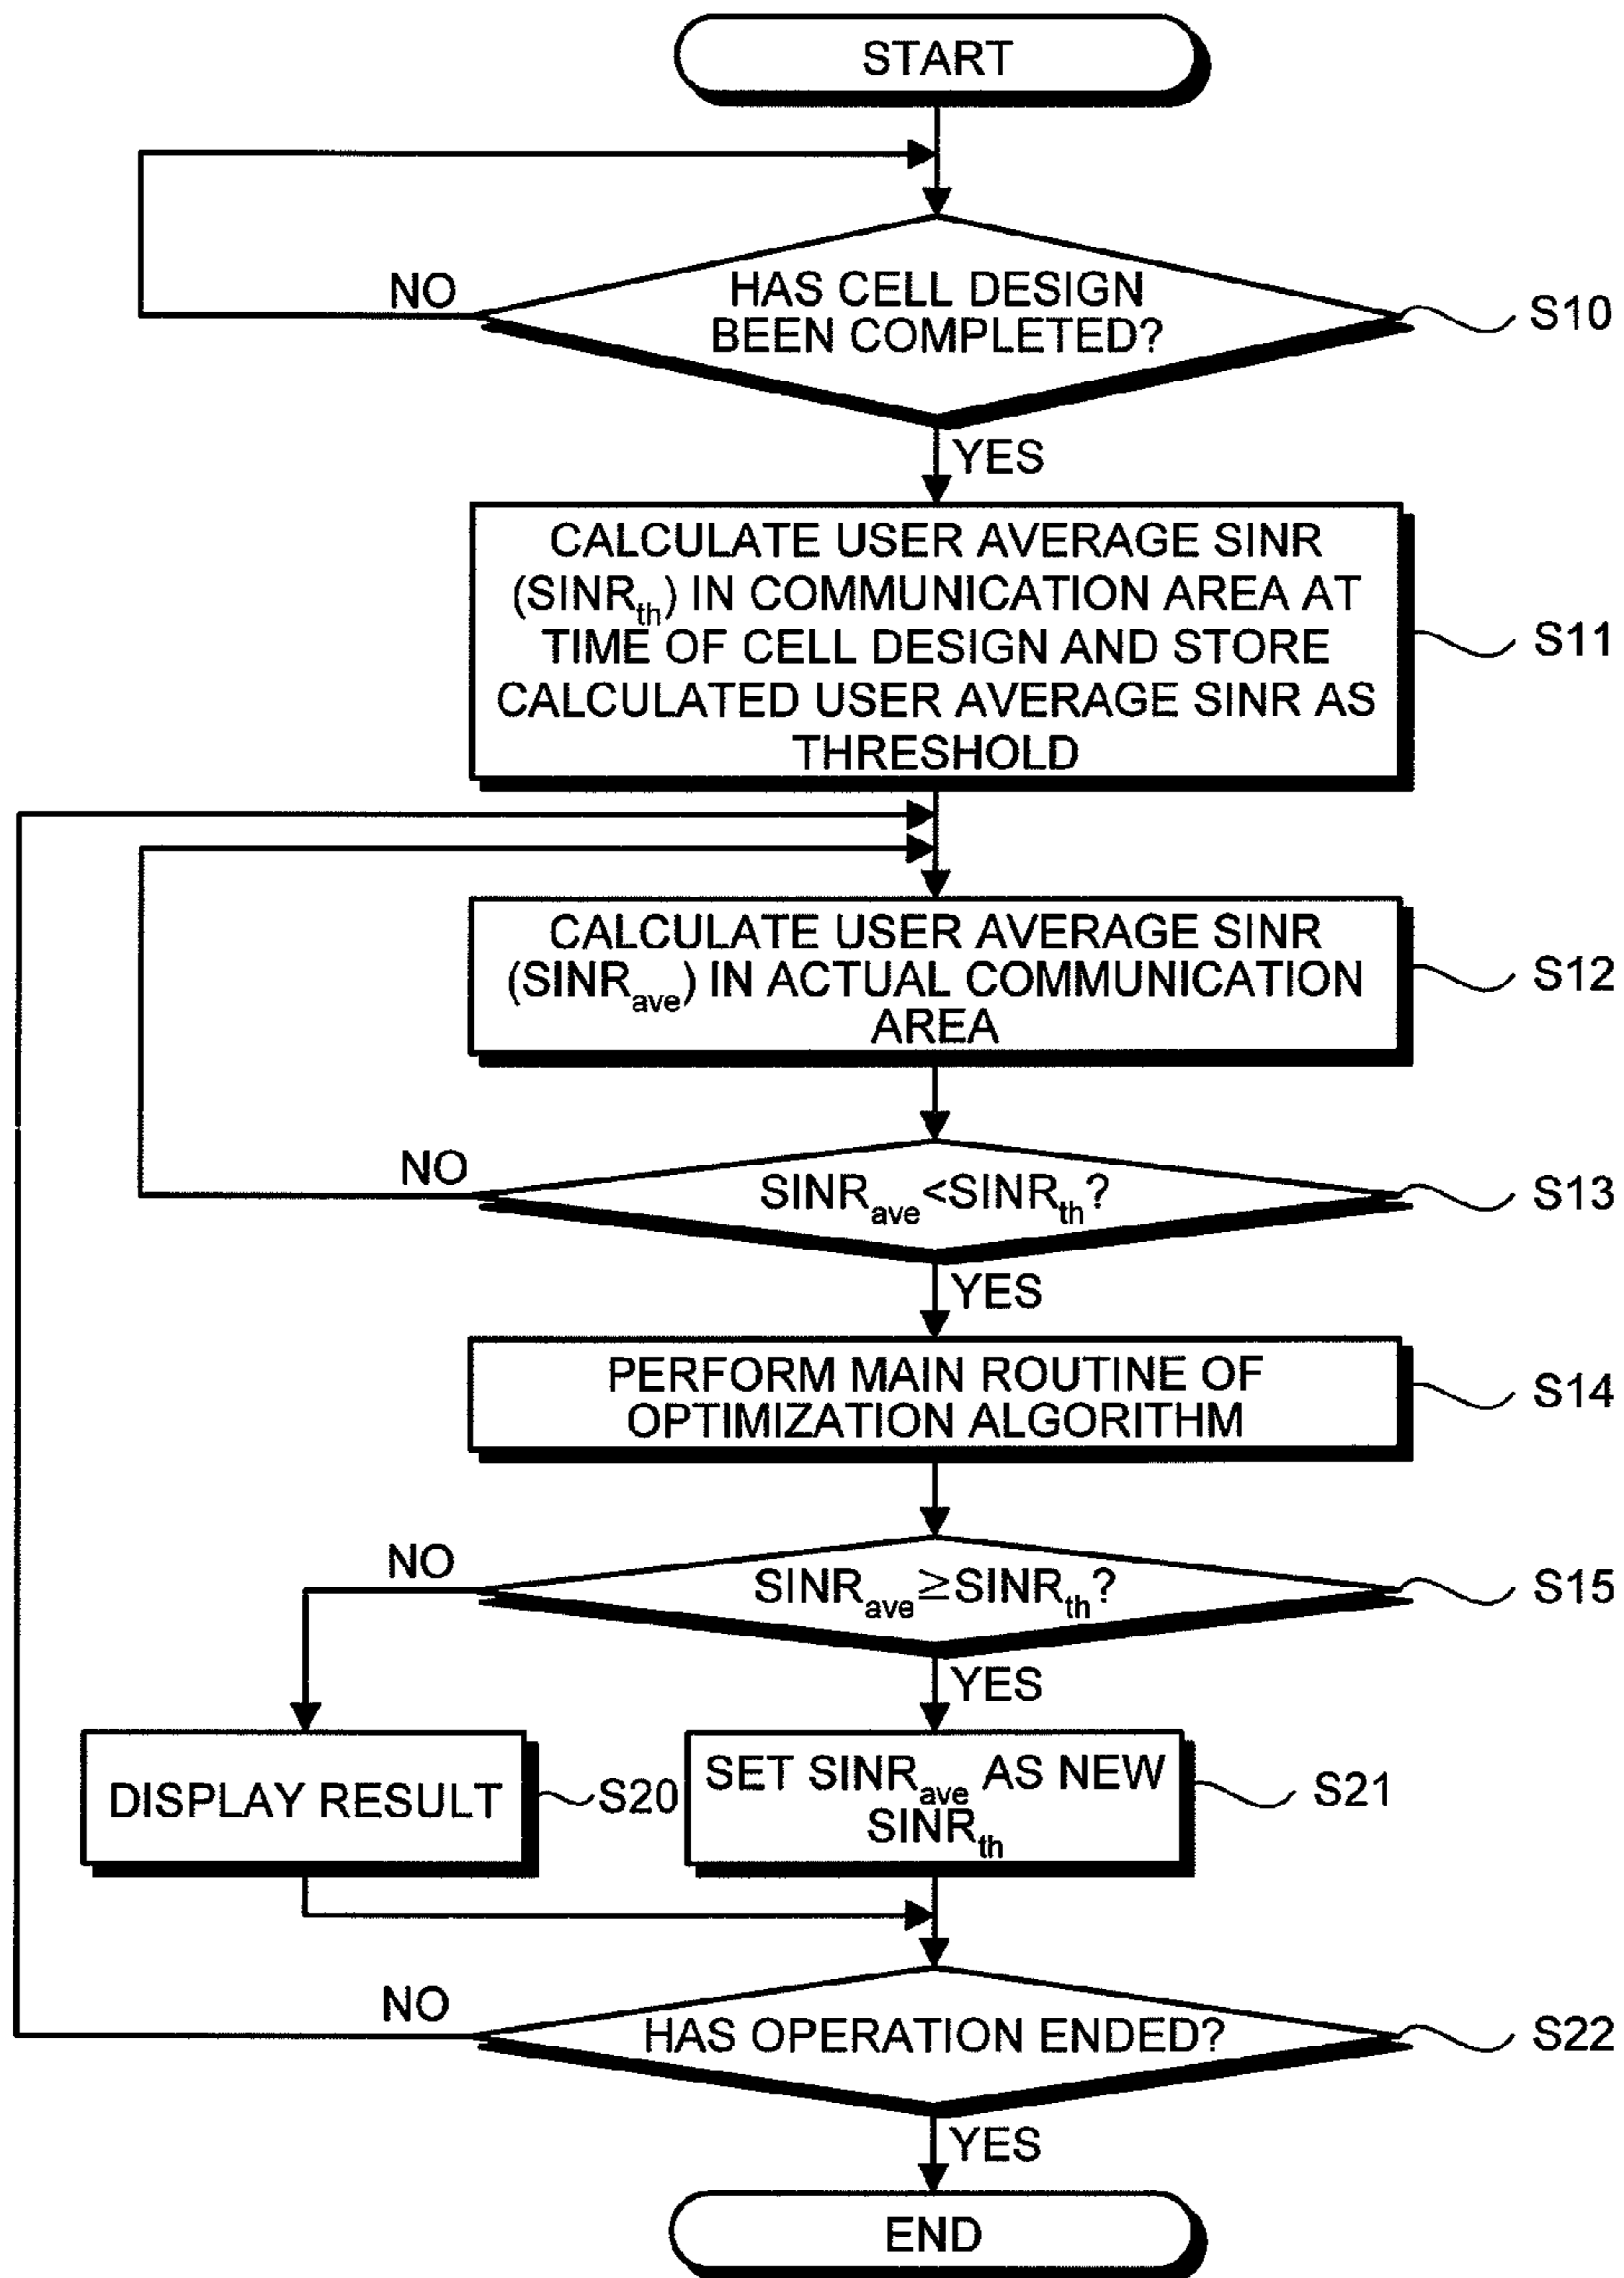 START
NO
HAS CELL DESIGN
BEEN COMPLETED?
S10
YES
CALCULATE USER AVERAGE SINR
(SINRth) IN COMMUNICATION AREA AT
TIME OF CELL DESIGN AND STORE
CALCULATED USER AVERAGE SINR AS
THRESHOLD
S11
CALCULATE USER AVERAGE SINR
(SINRave) IN ACTUAL COMMUNICATION
AREA
S12
NO
SINRave<SINRth?
S13
YES
PERFORM MAIN ROUTINE OF
OPTIMIZATION ALGORITHM
S14
NO
SINRave≥SINRth?
S15
YES
DISPLAY RESULT
S20
SET SINRave AS NEW
SINRth
S21
NO
HAS OPERATION ENDED?
S22
YES
END